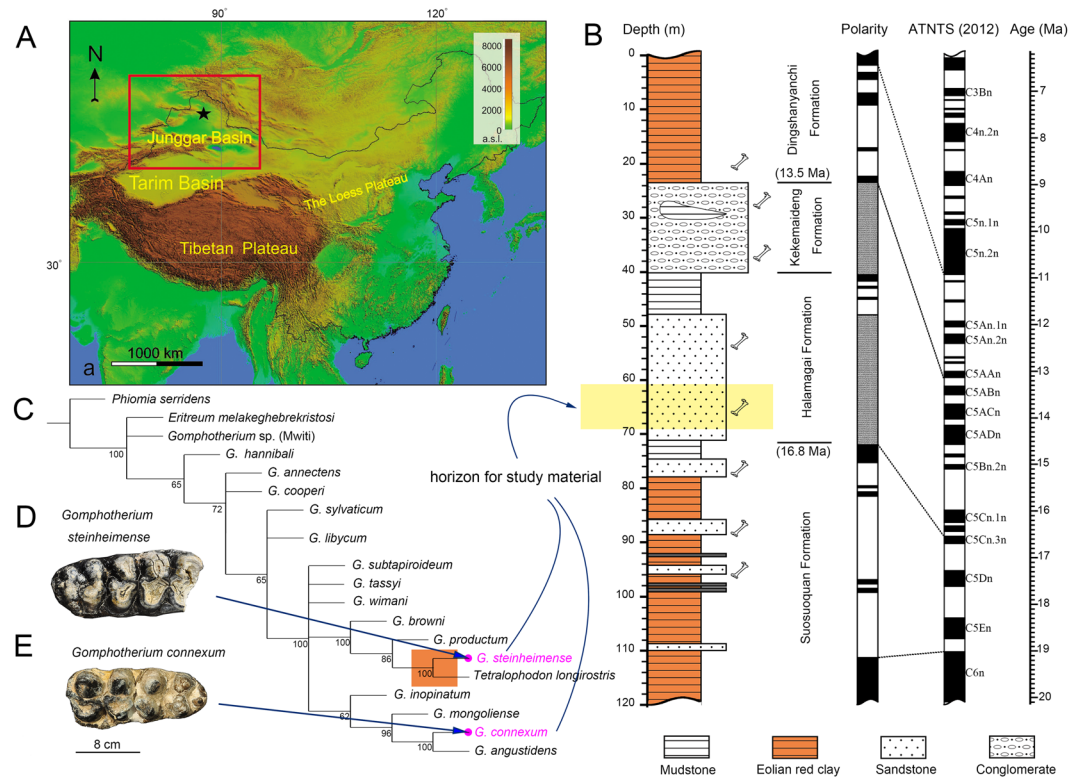 A
90°
120°
N
8000
6000
4000
2000
0
a.s.l.
Junggar Basin
Tarim Basin
The Loess Plateau
Tibetan Plateau
30°
1000 km
a
B
Depth (m)
Polarity
ATNTS (2012)
Age (Ma)
0
10
20
30
40
50
60
70
80
90
100
110
120
Dingshanyanchi
Formation
(13.5 Ma)
Kekemaideng
Formation
Halamagai Formation
(16.8 Ma)
Suosuoquan Formation
C3Bn
C4n.2n
C4An
C5n.1n
C5n.2n
C5An.1n
C5An.2n
C5AAn
C5ABn
C5ACn
C5ADn
C5Bn.2n
C5Cn.1n
C5Cn.3n
C5Dn
C5En
C6n
7
8
9
10
11
12
13
14
15
16
17
18
19
20
Mudstone
Eolian red clay
Sandstone
Conglomerate
C
Phiomia serridens
Eritreum melakeghebrekristosi
Gomphotherium sp. (Mwiti)
100
G. hannibali
65
G. annectens
72
G. cooperi
G. sylvaticum
G. libycum
65
G. subtapiroideum
G. tassyi
G. wimani
G. browni
100
100
G. productum
86
G. steinheimense
100
Tetralophodon longirostris
G. inopinatum
62
G. mongoliense
96
G. connexum
100
G. angustidens
horizon for study material
D
Gomphotherium
steinheimense
E
Gomphotherium connexum
8 cm